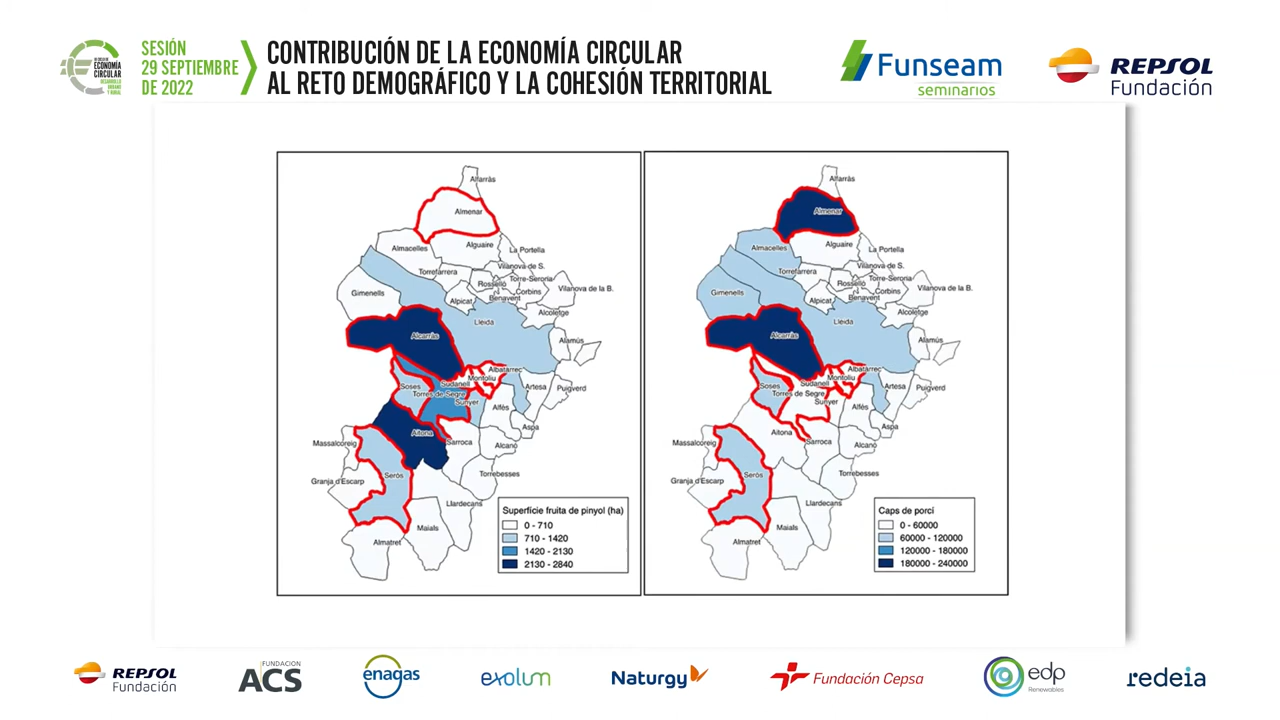 ECONOMÍA
CIRCULAR
SESIÓN
29 SEPTIEMBRE
DE 2022
CONTRIBUCIÓN DE LA ECONOMÍA CIRCULAR
AL RETO DEMOGRÁFICO Y LA COHESIÓN TERRITORIAL
Funseam
seminarios
REPSOL
Fundación
Alfarràs
Almenar
Almacelles
Alguaire
La Portella
Vilanova de S.
Torrefarrera
Torre-Serona
Rosselló
Corbins
Benavent
Vilanova de la B.
Gimenells
Alpicat
Alcoletge
Lleida
Alcarràs
Alamús
Albatàrrec
Montoliu
Sudanell
Soses
Artesa
Puigverd
Torres de Segre
Sunyer
Alfés
Aspa
Aitona
Sarroca
Alcanó
Massalcoreig
Seròs
Torrebesses
Granja d'Escarp
Llardecans
Maials
Almatret
Superfície fruita de pinyol (ha)
0 - 710
710 - 1420
1420 - 2130
2130 - 2840
Alfarràs
Almenar
Almacelles
Alguaire
La Portella
Vilanova de S.
Torrefarrera
Torre-Serona
Rosselló
Corbins
Benavent
Vilanova de la B.
Gimenells
Alpicat
Alcoletge
Lleida
Alcarràs
Alamús
Albatàrrec
Montoliu
Sudanell
Soses
Artesa
Puigverd
Torres de Segre
Sunyer
Alfés
Aspa
Aitona
Sarroca
Alcanó
Massalcoreig
Seròs
Torrebesses
Granja d'Escarp
Llardecans
Maials
Almatret
Caps de porcí
0 - 60000
60000 - 120000
120000 - 180000
180000 - 240000
REPSOL
Fundación
FUNDACION
ACS
enagas
exolum
Naturgy
Fundación Cepsa
edp
Renewables
redeia